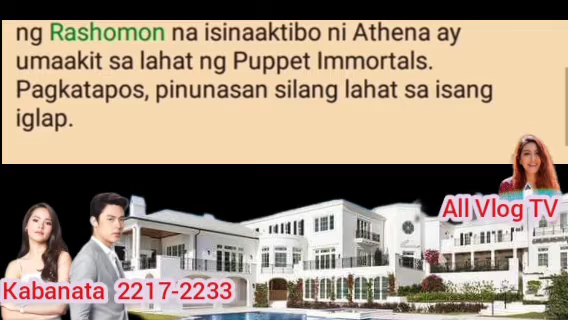 ng Rashomon na isinaaktibo ni Athena ay
umaakit sa lahat ng Puppet Immortals.
Pagkatapos, pinunasan silang lahat sa isang
iglap.
All Vlog TV
Kabanata 2217-2233